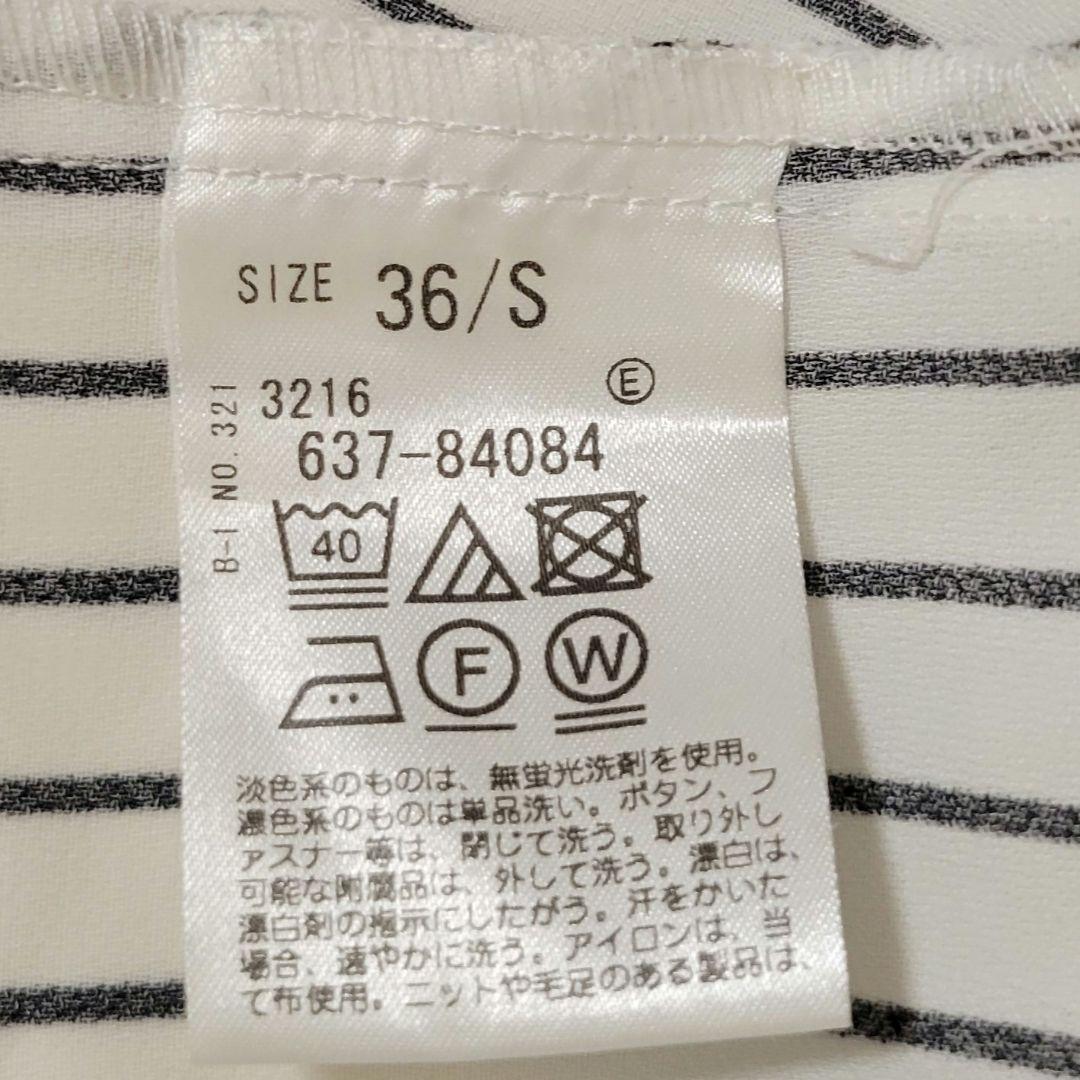 SIZE 36/S
B-1 NO.321
3216
E
637-84084
40
F
W
淡色系のものは、無蛍光洗剤を使用。
濃色系のものは単品洗い。ボタン、フ
ァスナー等は、閉じて洗う。取り外し
可能な附属品は、外して洗う。漂白は、
漂白剤の指示にしたがう。汗をかいた
場合、速やかに洗う。アイロンは、当
て布使用。ニットや毛足のある製品は、